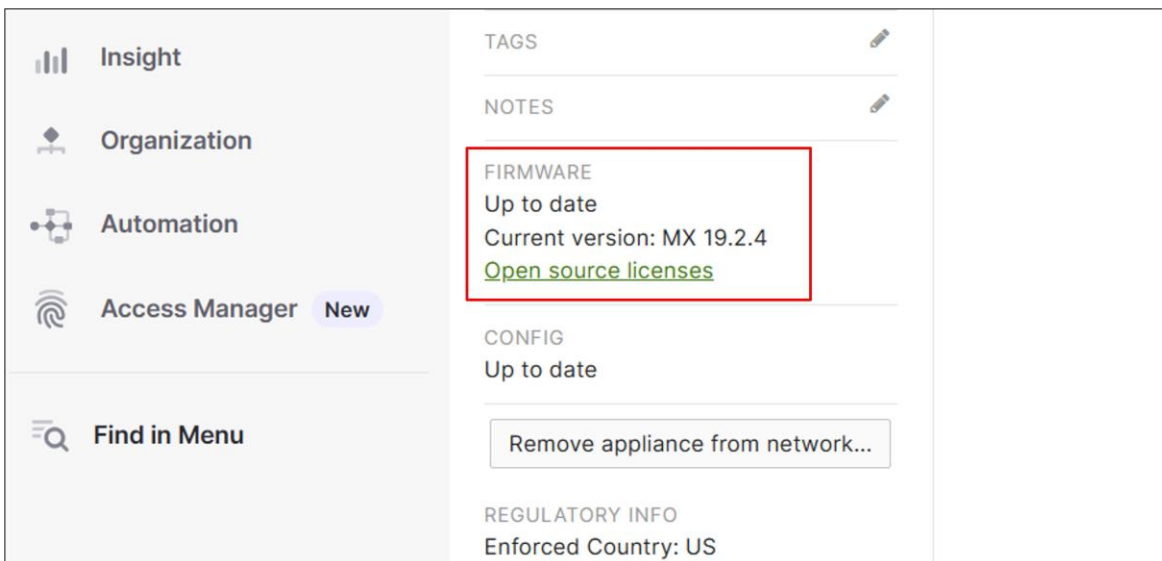 Insight
Organization
Automation
Access Manager New
Find in Menu
TAGS
NOTES
FIRMWARE
Up to date
Current version: MX 19.2.4
Open source licenses
CONFIG
Up to date
Remove appliance from network...
REGULATORY INFO
Enforced Country: US